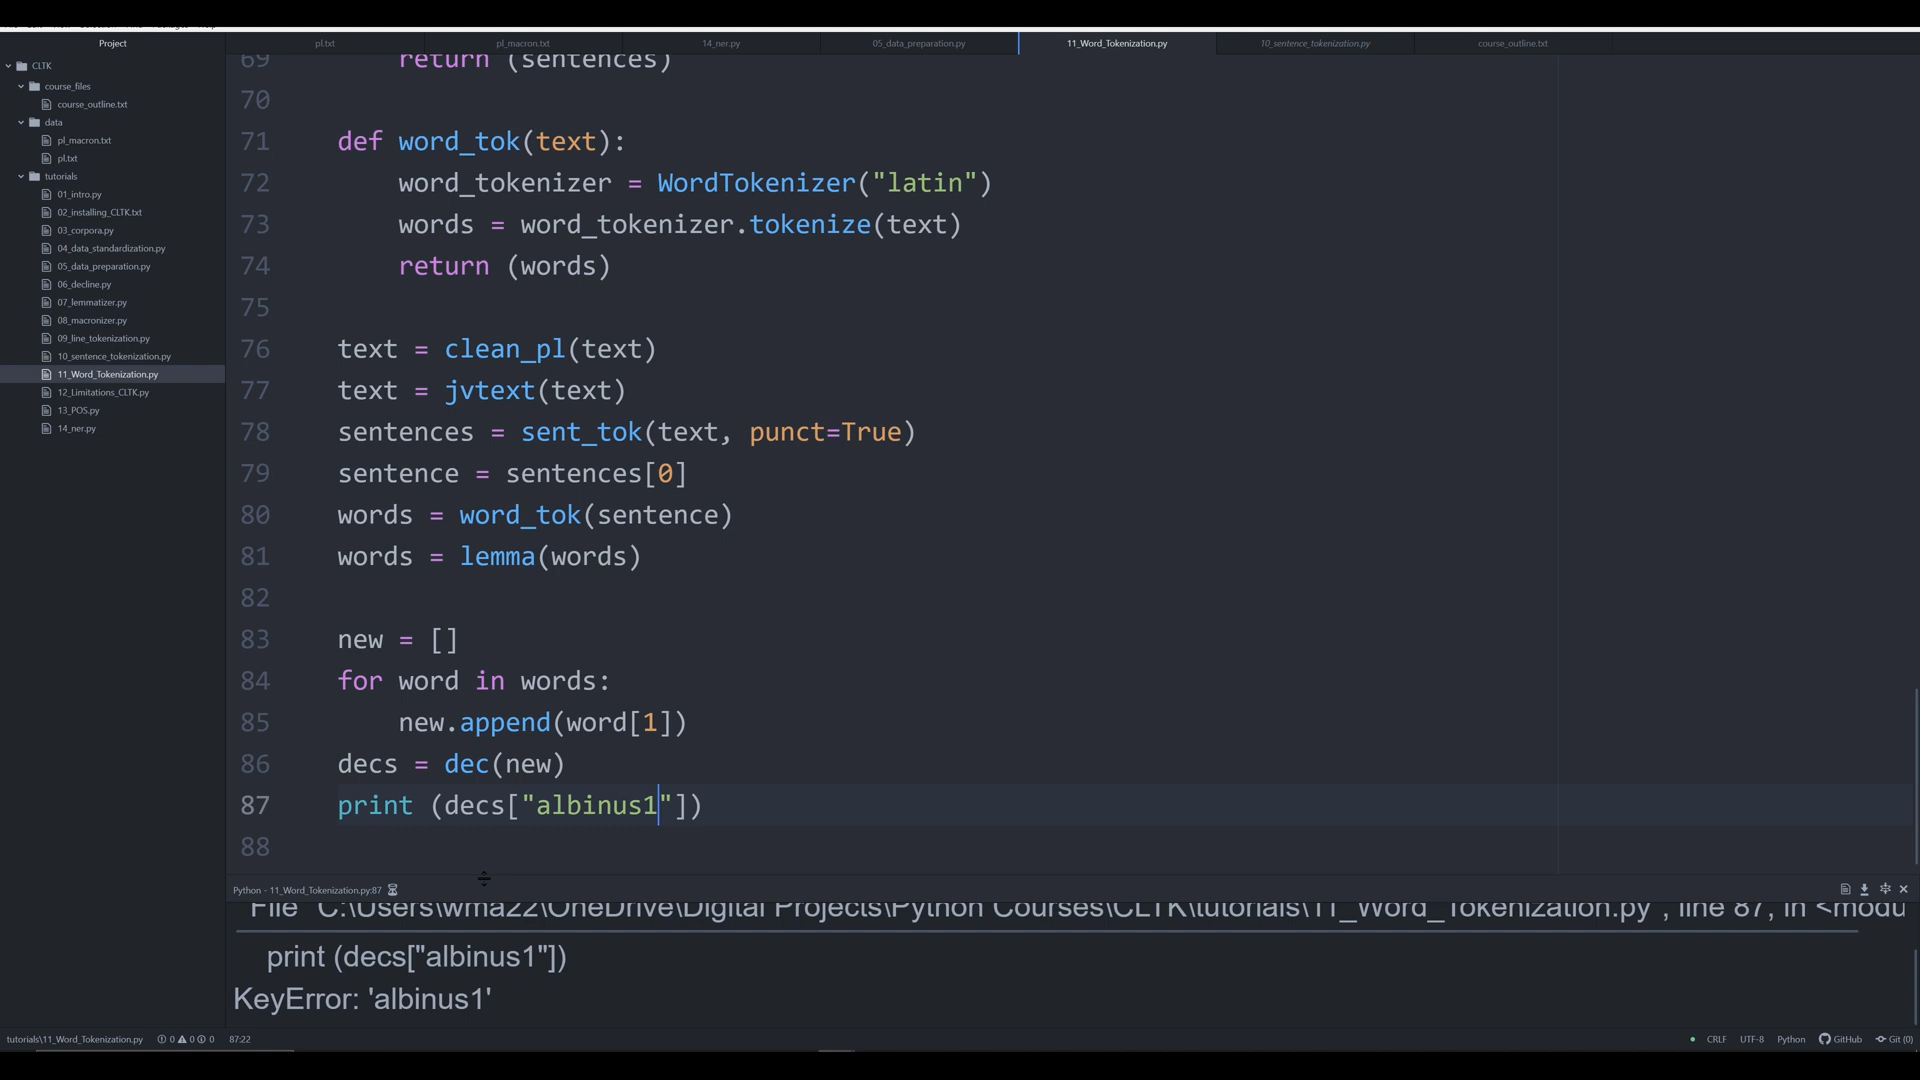 Project
pl.txt
pl_macron.txt
14_ner.py
05_data_preparation.py
11_Word_Tokenization.py
10_sentence_tokenization.py
course_outline.txt
CLTK
course_files
course_outline.txt
data
pl_macron.txt
pl.txt
tutorials
01_intro.py
02_installing_CLTK.txt
03_corpora.py
04_data_standardization.py
05_data_preparation.py
06_decline.py
07_lemmatizer.py
08_macronizer.py
09_line_tokenization.py
10_sentence_tokenization.py
11_Word_Tokenization.py
12_Limitations_CLTK.py
13_POS.py
14_ner.py
69 return (sentences)
70
71 def word_tok(text):
72 word_tokenizer = WordTokenizer("latin")
73 words = word_tokenizer.tokenize(text)
74 return (words)
75
76 text = clean_pl(text)
77 text = jvtext(text)
78 sentences = sent_tok(text, punct=True)
79 sentence = sentences[0]
80 words = word_tok(sentence)
81 words = lemma(words)
82
83 new = []
84 for word in words:
85 new.append(word[1])
86 decs = dec(new)
87 print (decs["albinus1"])
88
Python - 11_Word_Tokenization.py:87
File "C:\Users\wma22\OneDrive\Digital Projects\Python Courses\CLTK\tutorials\11_Word_Tokenization.py", line 87, in <modu
print (decs["albinus1"])
KeyError: 'albinus1'
tutorials\11_Word_Tokenization.py 0 0 0 87:22
CRLF UTF-8 Python GitHub Git (0)